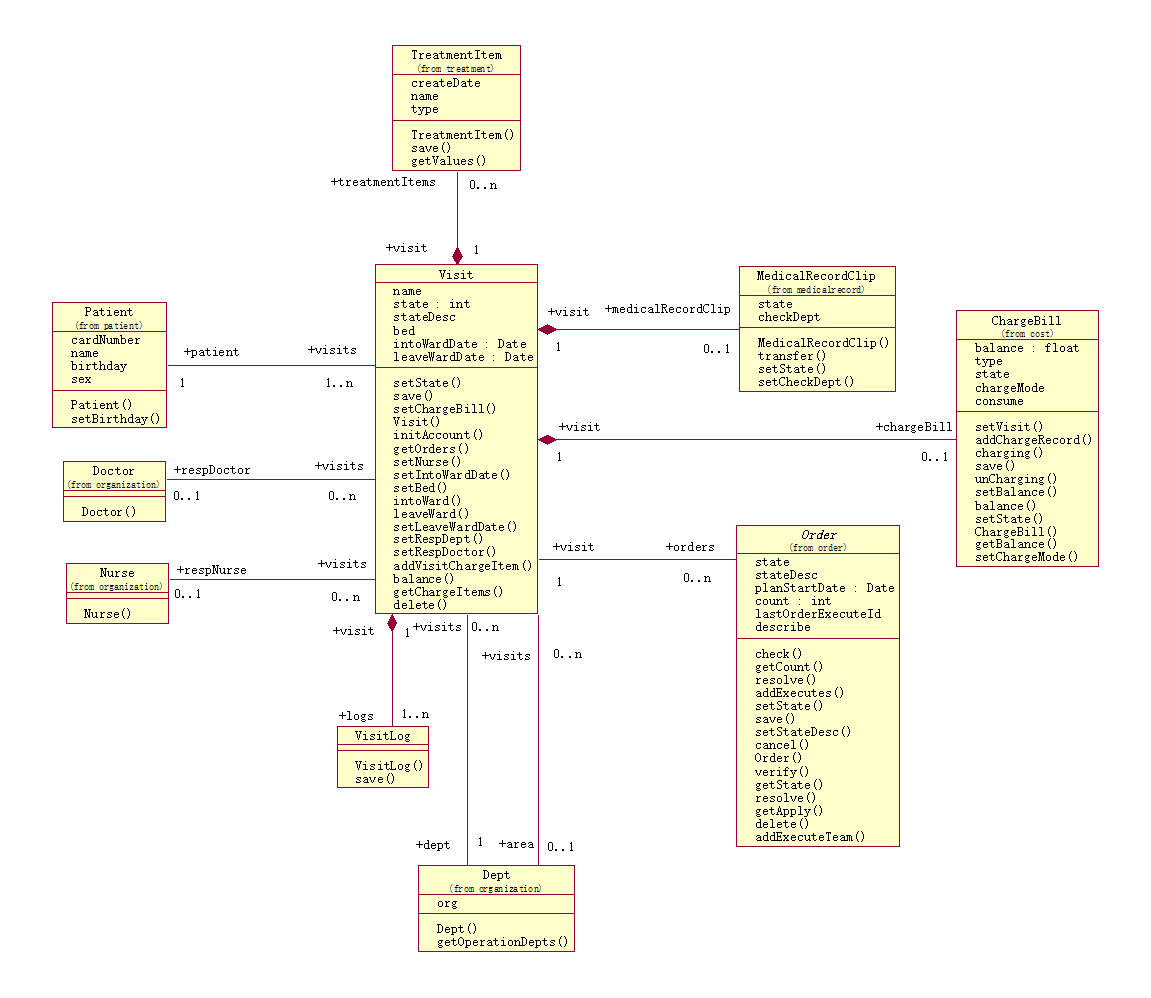 TreatmentItem
(from treatment)
createDate
name
type
TreatmentItem()
save()
getValues()
+treatmentItems
0..n
+visit
1
Visit
name
state : int
stateDesc
bed
intoWardDate : Date
leaveWardDate : Date
setState()
save()
setChargeBill()
Visit()
initAccount()
getOrders()
setNurse()
setIntoWardDate()
setBed()
intoWard()
leaveWard()
setLeaveWardDate()
setRespDept()
setRespDoctor()
addVisitChargeItem()
balance()
getChargeItems()
delete()
Patient
(from patient)
cardNumber
name
birthday
sex
Patient()
setBirthday()
+patient
+visits
1
1..n
Doctor
(from organization)
Doctor()
+respDoctor
+visits
0..1
0..n
Nurse
(from organization)
Nurse()
+respNurse
+visits
0..1
0..n
+visit
+medicalRecordClip
1
0..1
MedicalRecordClip
(from medicalrecord)
state
checkDept
MedicalRecordClip()
transfer()
setState()
setCheckDept()
+visit
+chargeBill
1
0..1
ChargeBill
(from cost)
balance : float
type
state
chargeMode
consume
setVisit()
addChargeRecord()
charging()
save()
unCharging()
setBalance()
balance()
setState()
ChargeBill()
getBalance()
setChargeMode()
+visit
+orders
1
0..n
Order
(from order)
state
stateDesc
planStartDate : Date
count : int
lastOrderExecuteId
describe
check()
getCount()
resolve()
addExecutes()
setState()
save()
setStateDesc()
cancel()
Order()
verify()
getState()
resolve()
getApply()
delete()
addExecuteTeam()
+visit
1
+visits
0..n
+visits
0..n
+logs
1..n
VisitLog
VisitLog()
save()
+dept
1
+area
0..1
Dept
(from organization)
org
Dept()
getOperationDepts()